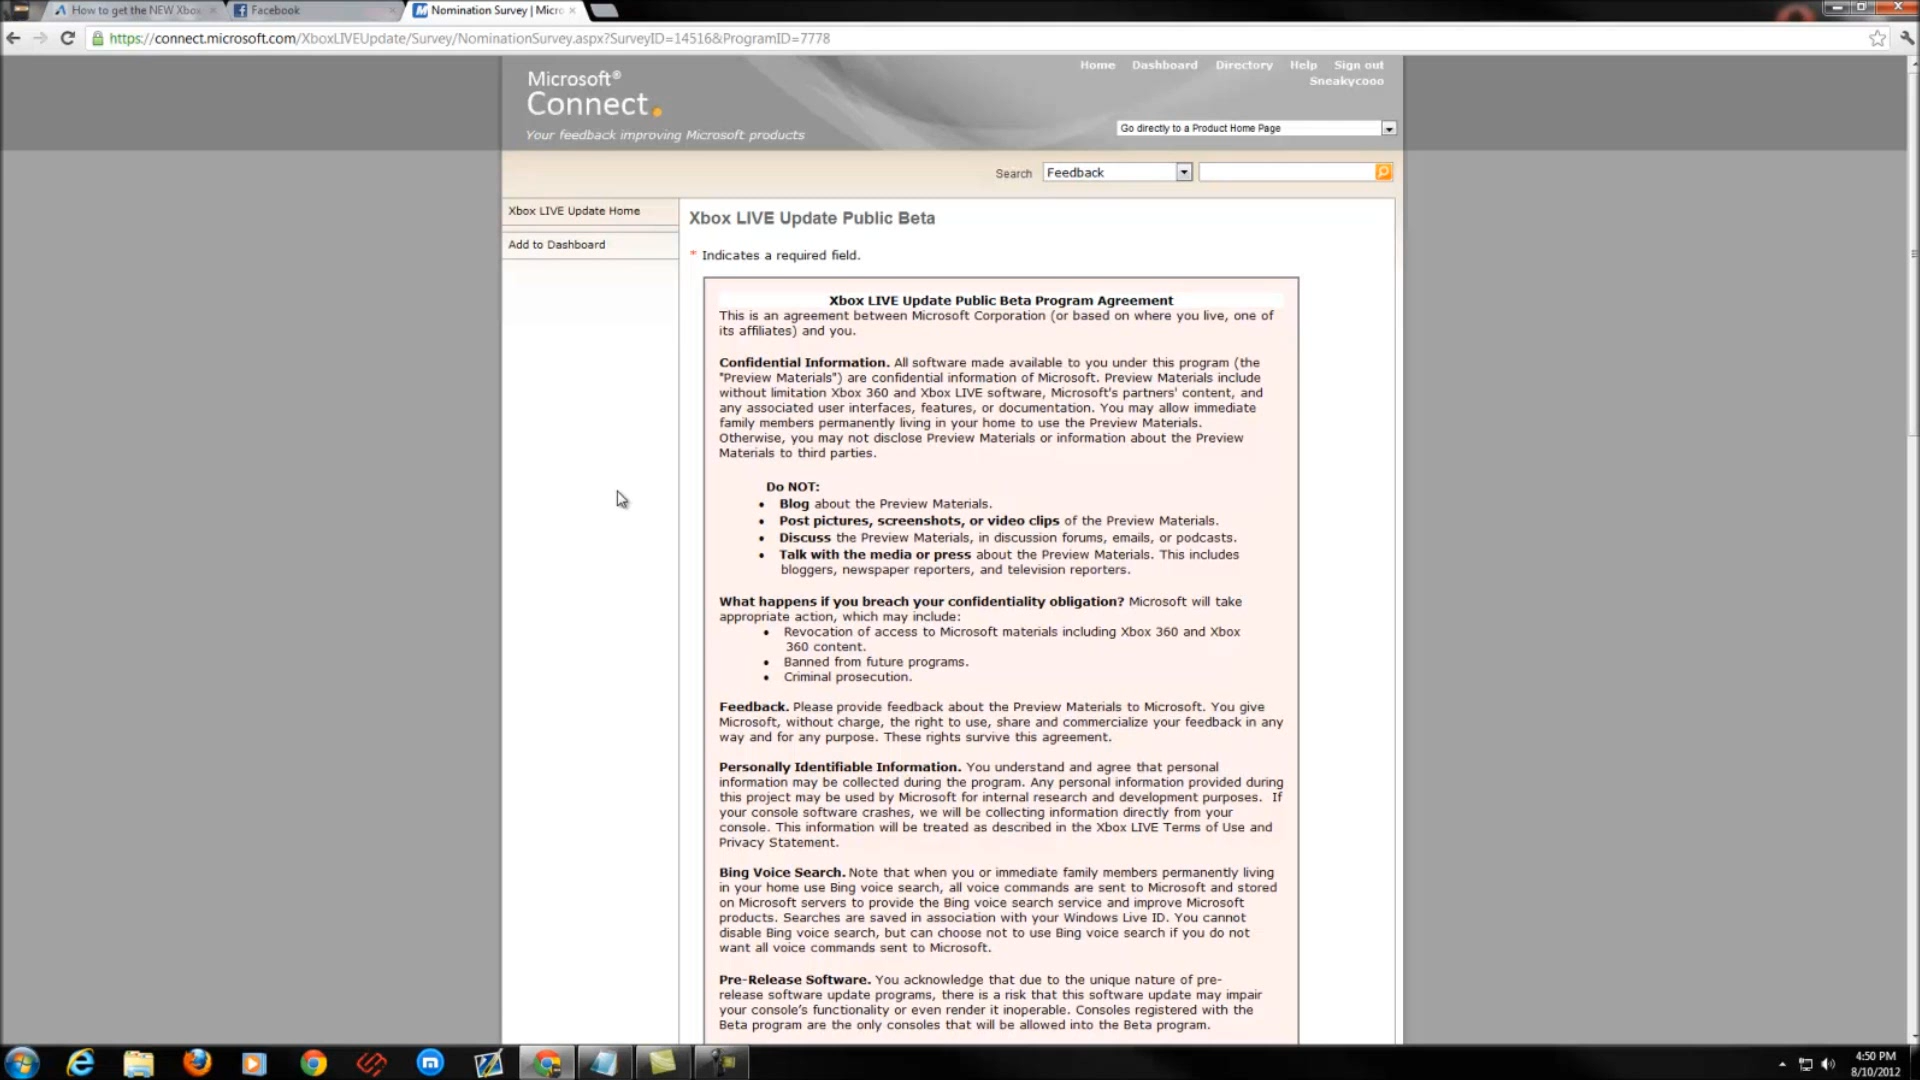 How to get the NEW Xbox
Facebook
Nomination Survey | Micro
https://connect.microsoft.com/XboxLIVEUpdate/Survey/NominationSurvey.aspx?SurveyID=14516&ProgramID=7778
Home Dashboard Directory Help Sign out
Sneakycooo
Microsoft®
Connect.
Your feedback improving Microsoft products
Go directly to a Product Home Page
Search Feedback
Xbox LIVE Update Home
Add to Dashboard
Xbox LIVE Update Public Beta
* Indicates a required field.
Xbox LIVE Update Public Beta Program Agreement
This is an agreement between Microsoft Corporation (or based on where you live, one of
its affiliates) and you.
Confidential Information. All software made available to you under this program (the
"Preview Materials") are confidential information of Microsoft. Preview Materials include
without limitation Xbox 360 and Xbox LIVE software, Microsoft's partners' content, and
any associated user interfaces, features, or documentation. You may allow immediate
family members permanently living in your home to use the Preview Materials.
Otherwise, you may not disclose Preview Materials or information about the Preview
Materials to third parties.
Do NOT:
• Blog about the Preview Materials.
• Post pictures, screenshots, or video clips of the Preview Materials.
• Discuss the Preview Materials, in discussion forums, emails, or podcasts.
• Talk with the media or press about the Preview Materials. This includes
bloggers, newspaper reporters, and television reporters.
What happens if you breach your confidentiality obligation? Microsoft will take
appropriate action, which may include:
• Revocation of access to Microsoft materials including Xbox 360 and Xbox
360 content.
• Banned from future programs.
• Criminal prosecution.
Feedback. Please provide feedback about the Preview Materials to Microsoft. You give
Microsoft, without charge, the right to use, share and commercialize your feedback in any
way and for any purpose. These rights survive this agreement.
Personally Identifiable Information. You understand and agree that personal
information may be collected during the program. Any personal information provided during
this project may be used by Microsoft for internal research and development purposes. If
your console software crashes, we will be collecting information directly from your
console. This information will be treated as described in the Xbox LIVE Terms of Use and
Privacy Statement.
Bing Voice Search. Note that when you or immediate family members permanently living
in your home use Bing voice search, all voice commands are sent to Microsoft and stored
on Microsoft servers to provide the Bing voice search service and improve Microsoft
products. Searches are saved in association with your Windows Live ID. You cannot
disable Bing voice search, but can choose not to use Bing voice search if you do not
want all voice commands sent to Microsoft.
Pre-Release Software. You acknowledge that due to the unique nature of pre-
release software update programs, there is a risk that this software update may impair
your console's functionality or even render it inoperable. Consoles registered with the
Beta program are the only consoles that will be allowed into the Beta program.
4:50 PM
8/10/2012